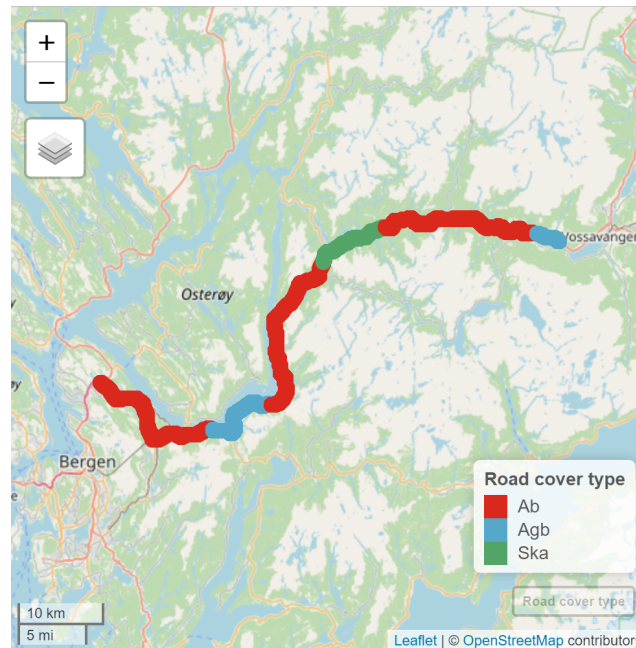 +
−
Osterøy
Vossavangen
Bergen
Road cover type
Ab
Agb
Ska
Road cover type
10 km
5 mi
Leaflet | © OpenStreetMap contributors